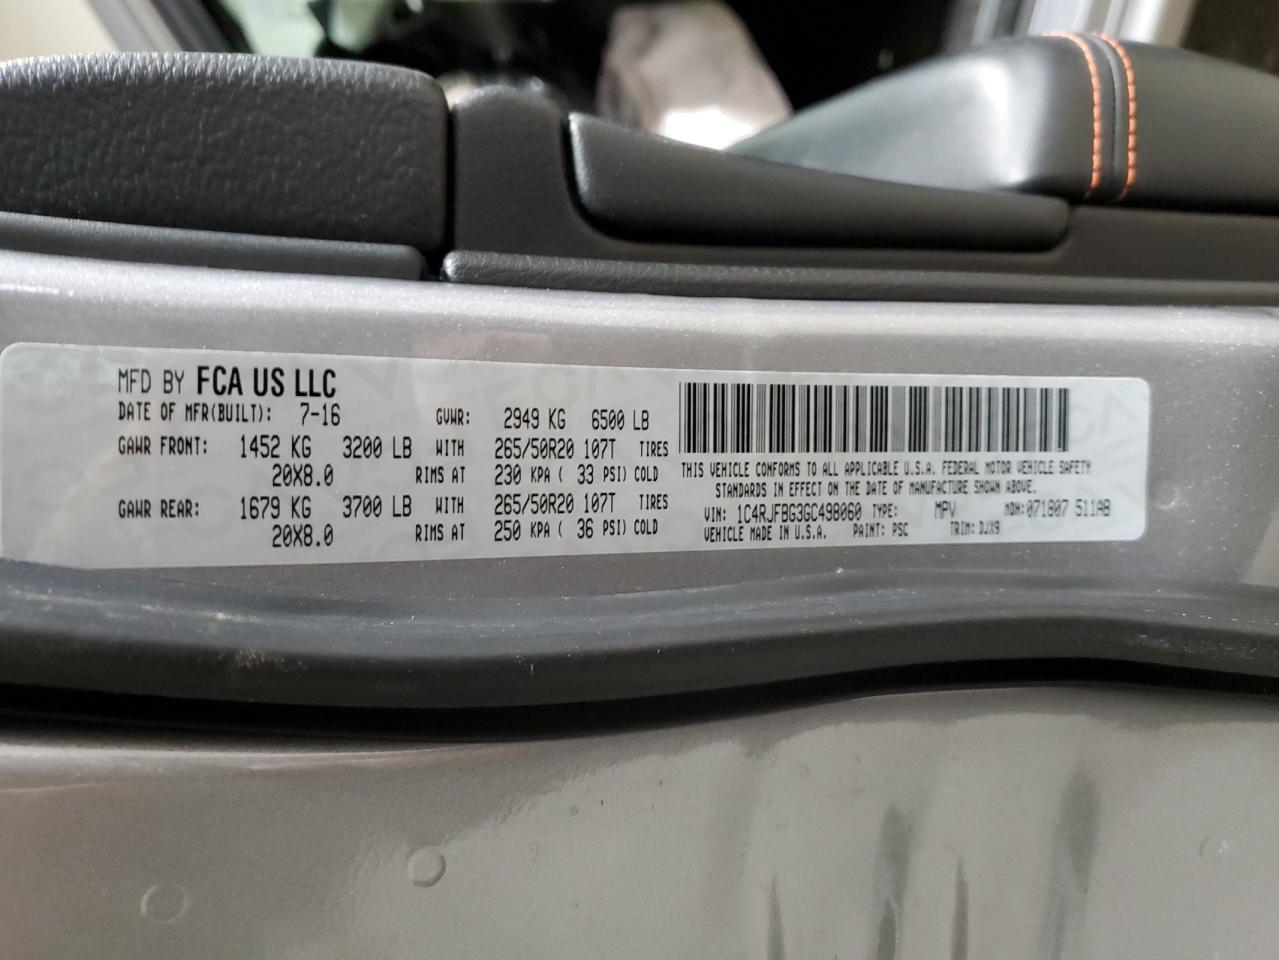 MFD BY FCA US LLC
DATE OF MFR(BUILT): 7-16 GVWR: 2949 KG 6500 LB
GAWR FRONT: 1452 KG 3200 LB WITH 265/50R20 107T TIRES
20X8.0 RIMS AT 230 KPA ( 33 PSI) COLD
GAWR REAR: 1679 KG 3700 LB WITH 265/50R20 107T TIRES
20X8.0 RIMS AT 250 KPA ( 36 PSI) COLD
THIS VEHICLE CONFORMS TO ALL APPLICABLE U.S.A. FEDERAL MOTOR VEHICLE SAFETY
STANDARDS IN EFFECT ON THE DATE OF MANUFACTURE SHOWN ABOVE.
VIN: 1C4RJFBG3GC498060 TYPE: MPV MDH: 071807 511AB
VEHICLE MADE IN U.S.A. PAINT: PSC TRIM: DJX9